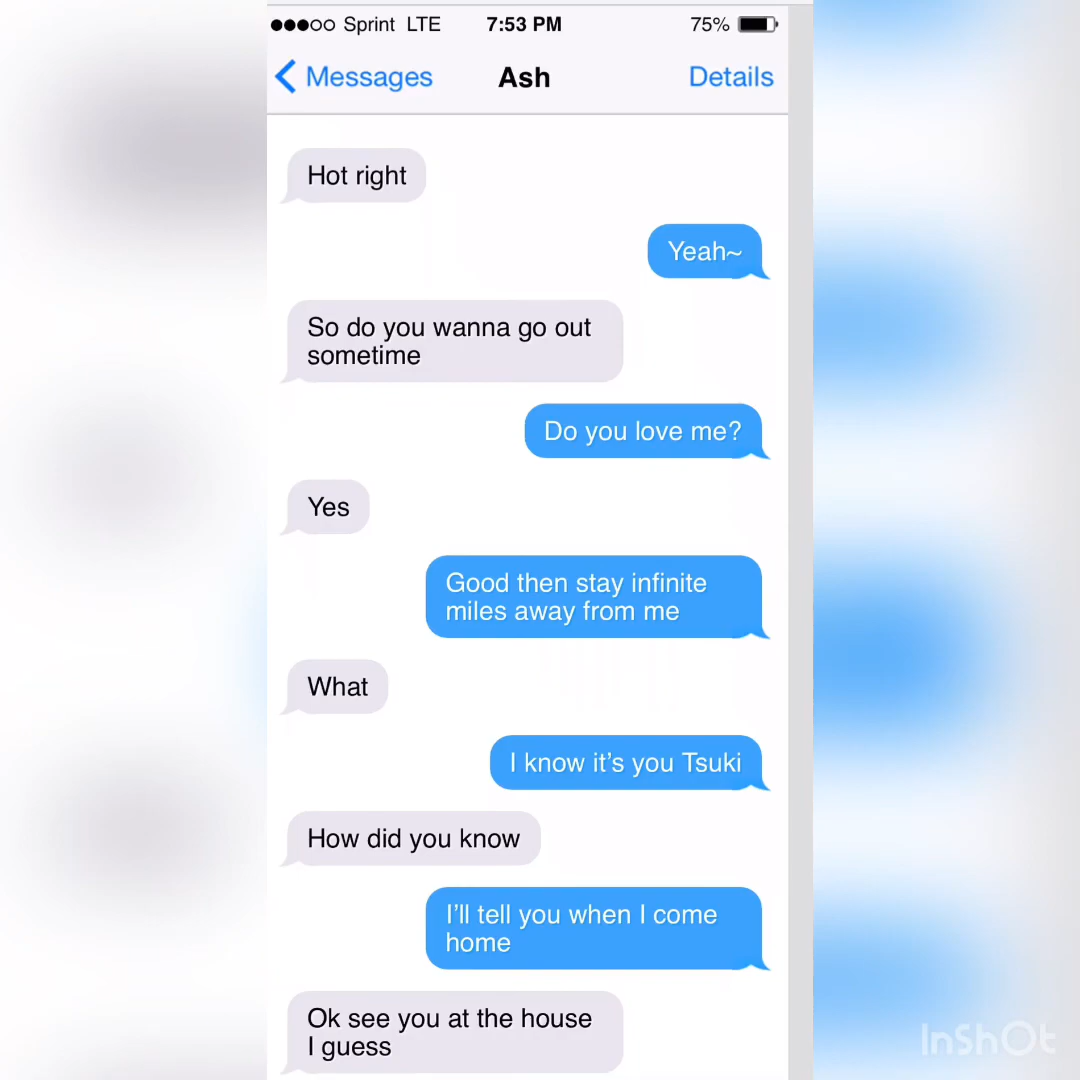 ●●●○○ Sprint LTE 7:53 PM 75%
Messages Ash Details
Hot right
Yeah~
So do you wanna go out
sometime
Do you love me?
Yes
Good then stay infinite
miles away from me
What
I know it’s you Tsuki
How did you know
I’ll tell you when I come
home
Ok see you at the house
I guess
InShOt